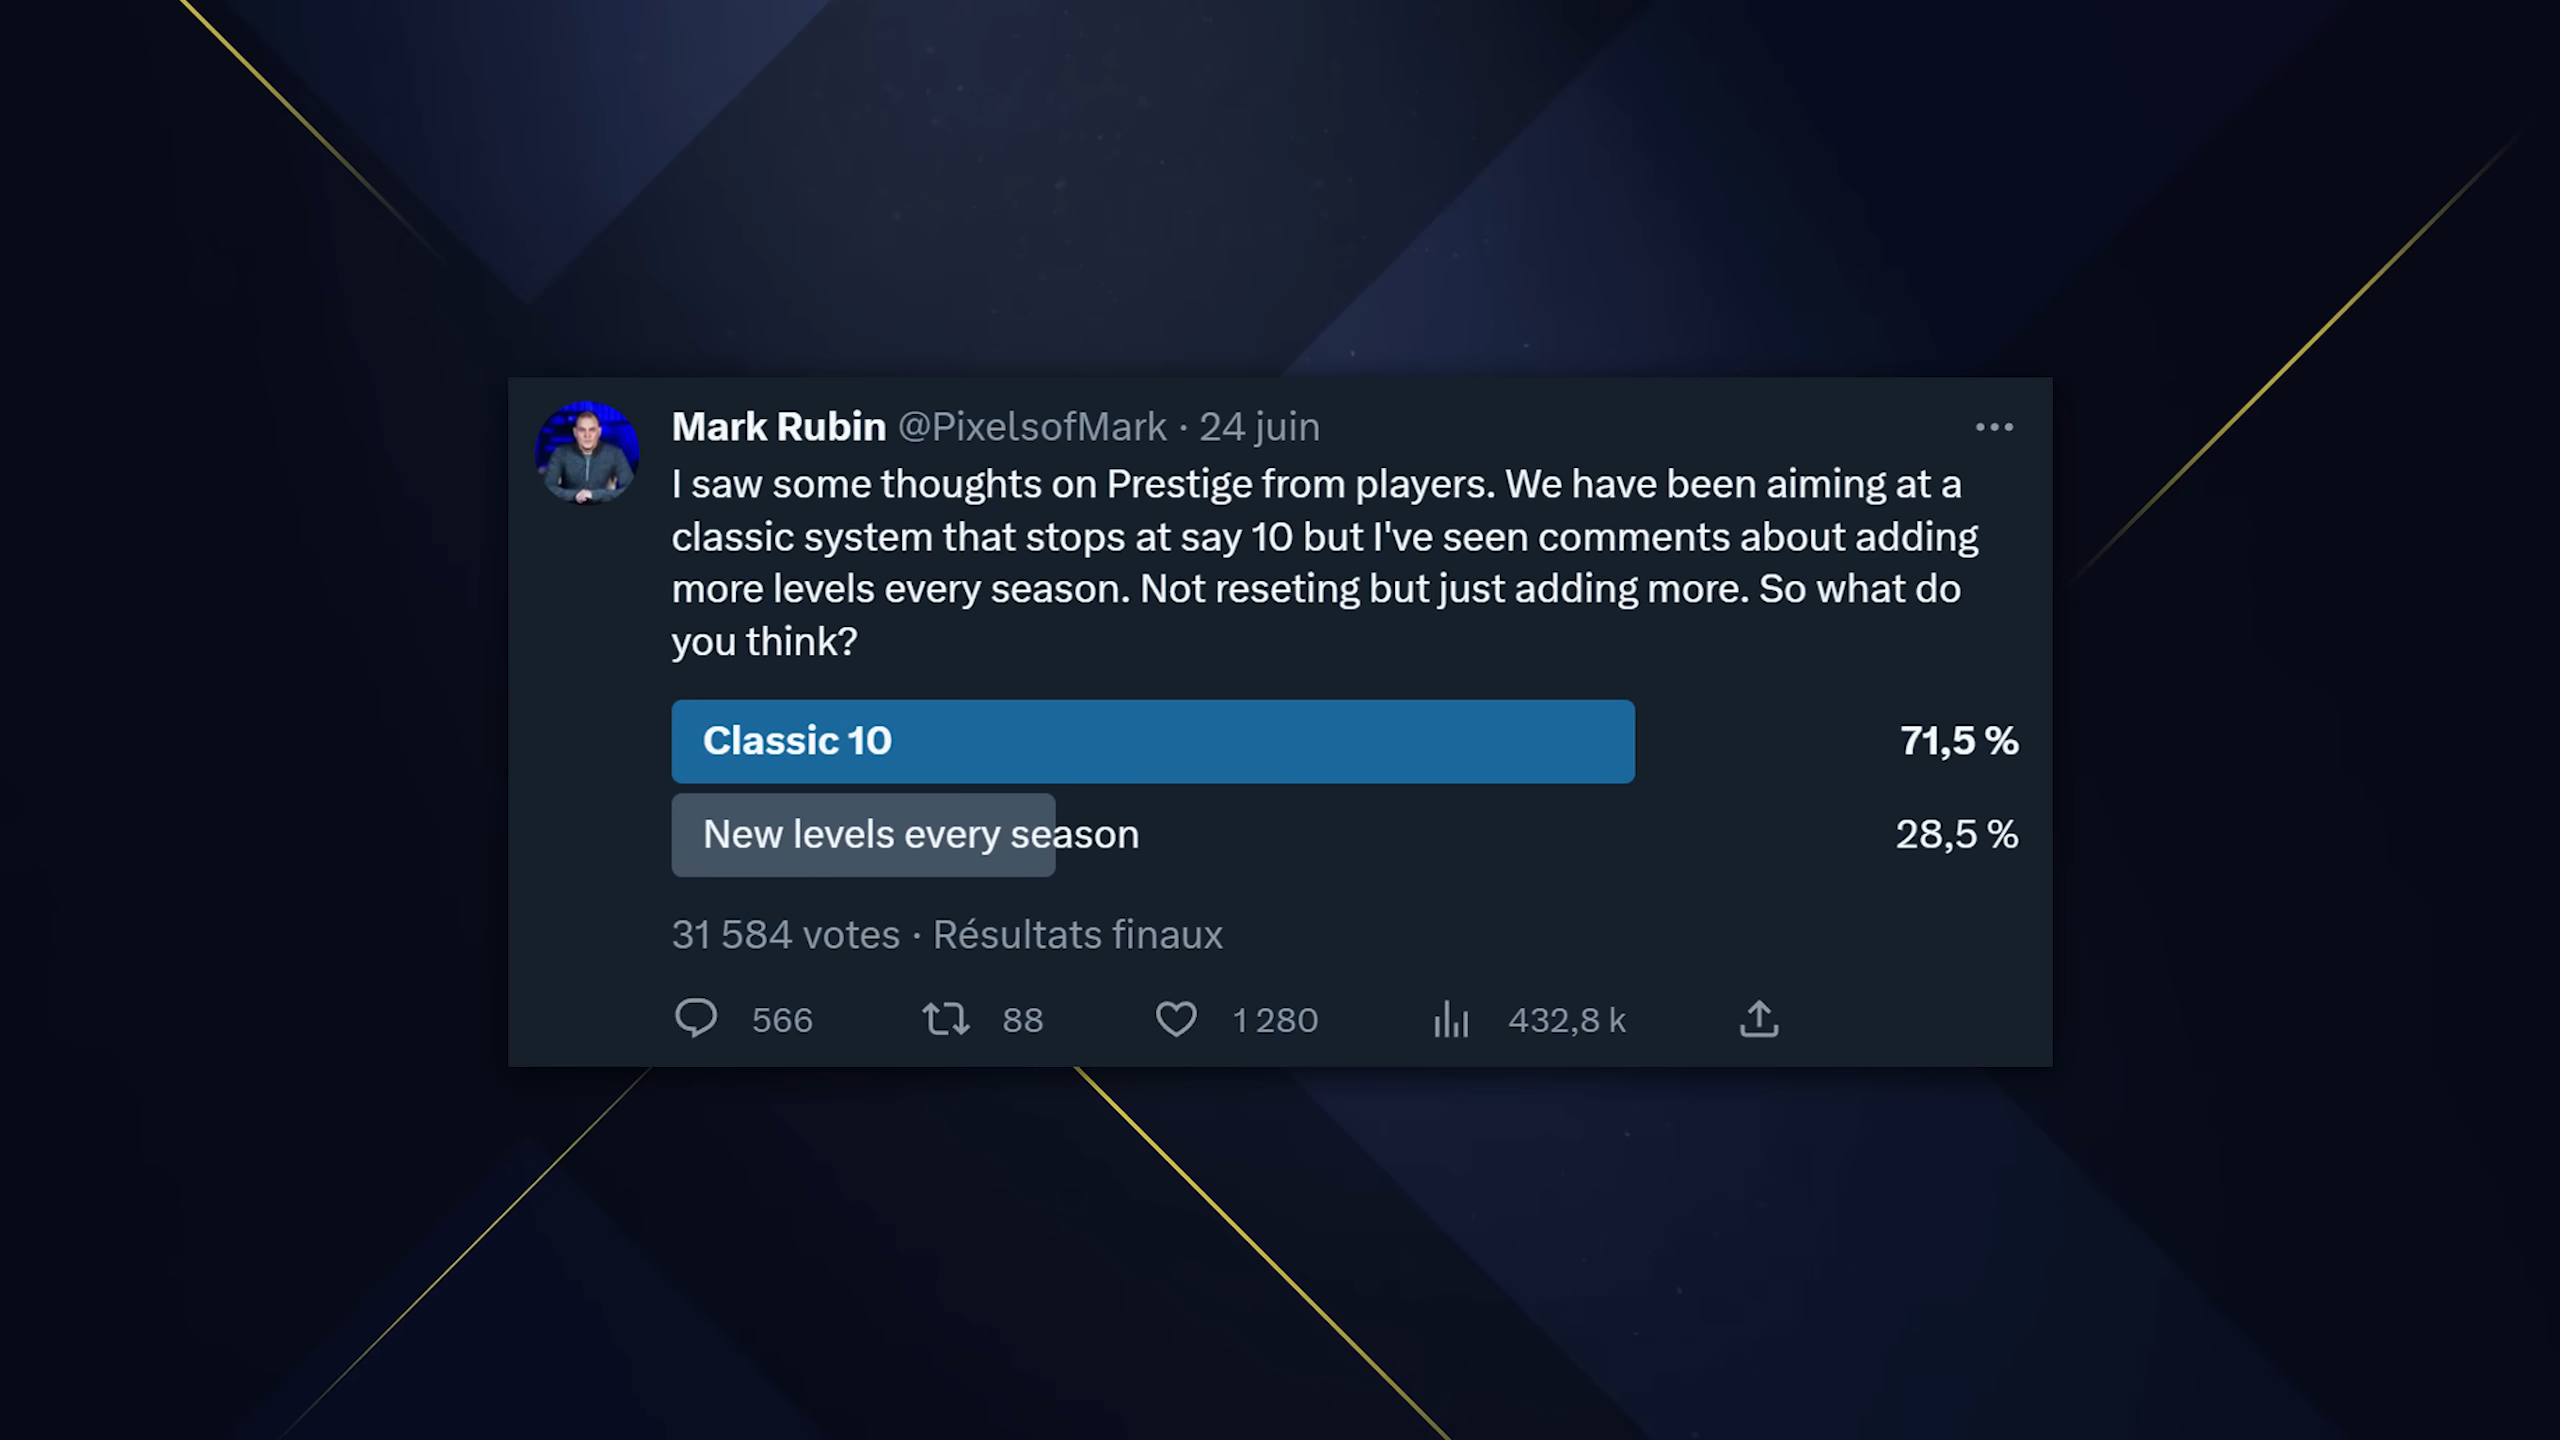 Mark Rubin @PixelsofMark · 24 juin
I saw some thoughts on Prestige from players. We have been aiming at a
classic system that stops at say 10 but I've seen comments about adding
more levels every season. Not reseting but just adding more. So what do
you think?
Classic 10 71,5 %
New levels every season 28,5 %
31 584 votes · Résultats finaux
566 88 1 280 432,8 k